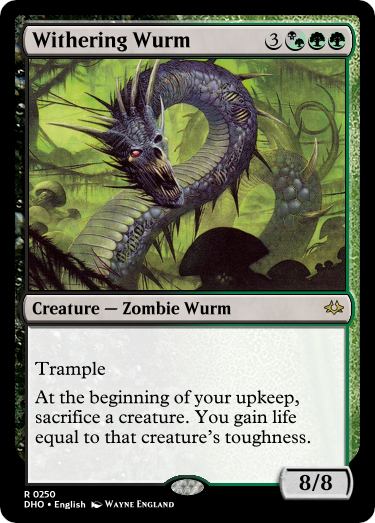 Withering Wurm 3
Creature — Zombie Wurm
Trample
At the beginning of your upkeep,
sacrifice a creature. You gain life
equal to that creature's toughness.
8/8
R 0250
DHO • English Wayne England